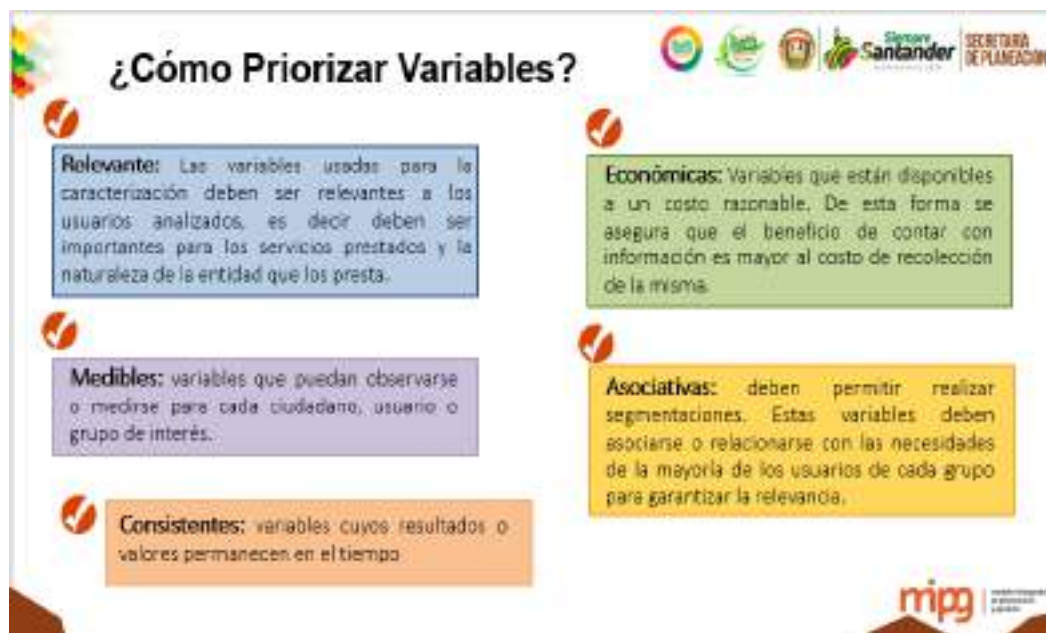 ¿Cómo Priorizar Variables?
Siempre
Santander
SECRETARÍA
DE PLANEACIÓN
Relevante: Las variables usadas para la
caracterización deben ser relevantes a los
usuarios analizados, es decir deben ser
importantes para los servicios prestados y la
naturaleza de la entidad que los presta.
Medibles: variables que puedan observarse
o medirse para cada ciudadano, usuario o
grupo de interés.
Consistentes: variables cuyos resultados o
valores permanecen en el tiempo
Económicas: Variables que están disponibles
a un costo razonable. De esta forma se
asegura que el beneficio de contar con
información es mayor al costo de recolección
de la misma.
Asociativas: deben permitir realizar
segmentaciones. Estas variables deben
asociarse o relacionarse con las necesidades
de la mayoría de los usuarios de cada grupo
para garantizar la relevancia.
mipg